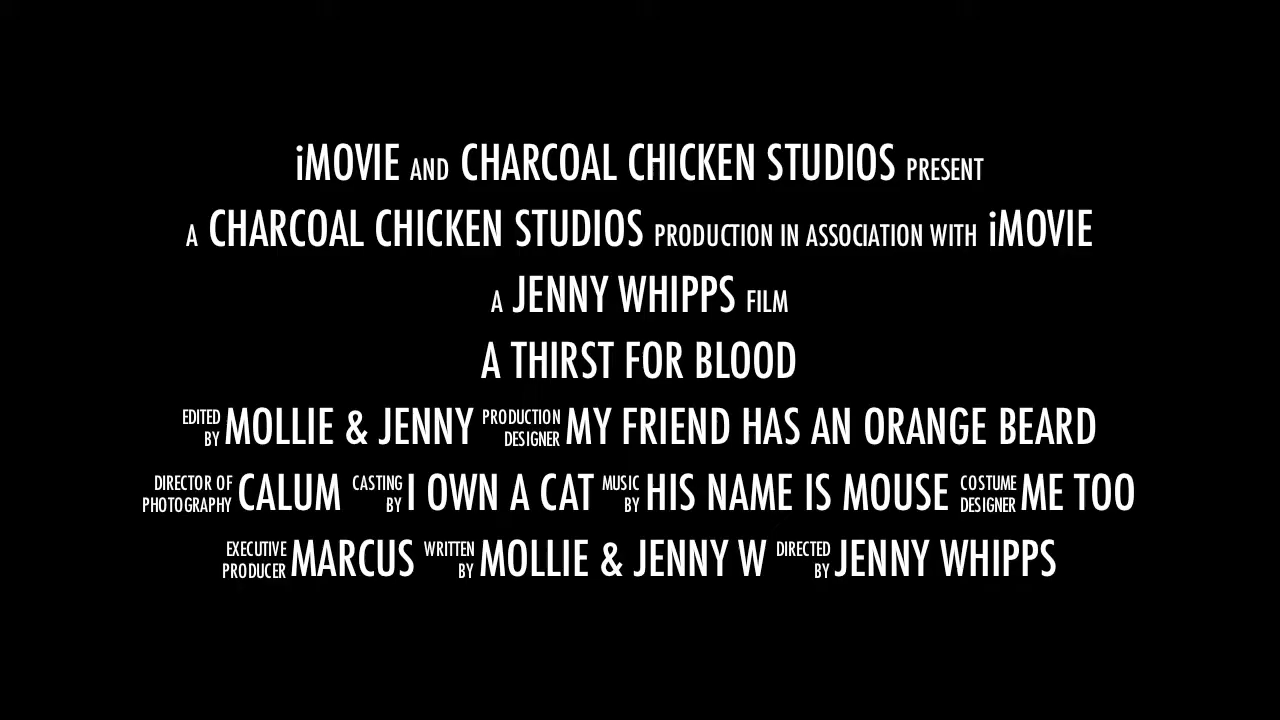 iMOVIE AND CHARCOAL CHICKEN STUDIOS PRESENT
A CHARCOAL CHICKEN STUDIOS PRODUCTION IN ASSOCIATION WITH iMOVIE
A JENNY WHIPPS FILM
A THIRST FOR BLOOD
EDITED BY MOLLIE & JENNY PRODUCTION DESIGNER MY FRIEND HAS AN ORANGE BEARD
DIRECTOR OF PHOTOGRAPHY CALUM CASTING BY I OWN A CAT MUSIC BY HIS NAME IS MOUSE COSTUME DESIGNER ME TOO
EXECUTIVE PRODUCER MARCUS WRITTEN BY MOLLIE & JENNY W DIRECTED BY JENNY WHIPPS